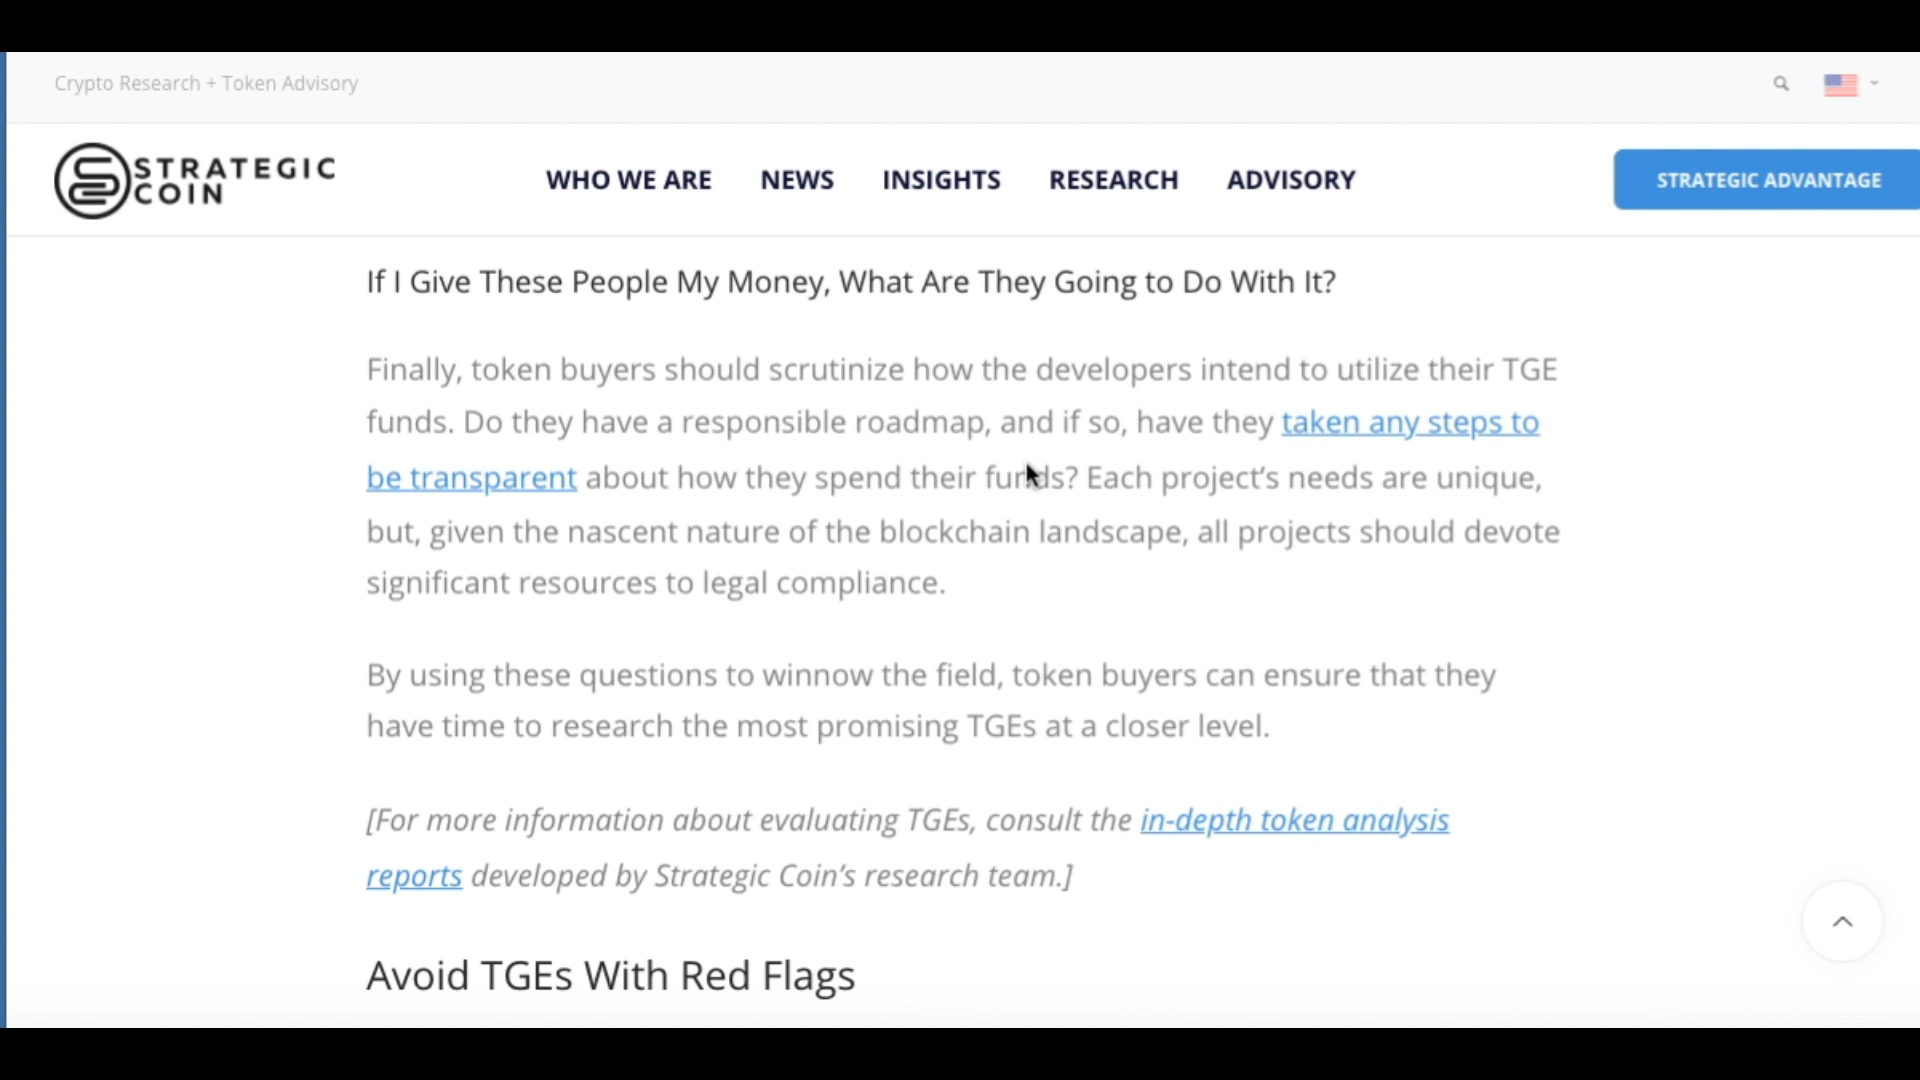 Crypto Research + Token Advisory
STRATEGIC
COIN
WHO WE ARE NEWS INSIGHTS RESEARCH ADVISORY
STRATEGIC ADVANTAGE
If I Give These People My Money, What Are They Going to Do With It?
Finally, token buyers should scrutinize how the developers intend to utilize their TGE
funds. Do they have a responsible roadmap, and if so, have they taken any steps to
be transparent about how they spend their funds? Each project’s needs are unique,
but, given the nascent nature of the blockchain landscape, all projects should devote
significant resources to legal compliance.
By using these questions to winnow the field, token buyers can ensure that they
have time to research the most promising TGEs at a closer level.
[For more information about evaluating TGEs, consult the in-depth token analysis
reports developed by Strategic Coin’s research team.]
Avoid TGEs With Red Flags